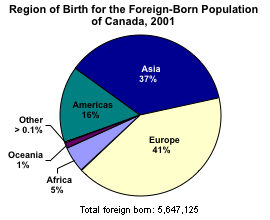 Region of Birth for the Foreign-Born Population
of Canada, 2001
Asia
37%
Americas
16%
Other
> 0.1%
Oceania
1%
Africa
5%
Europe
41%
Total foreign born: 5,647,125